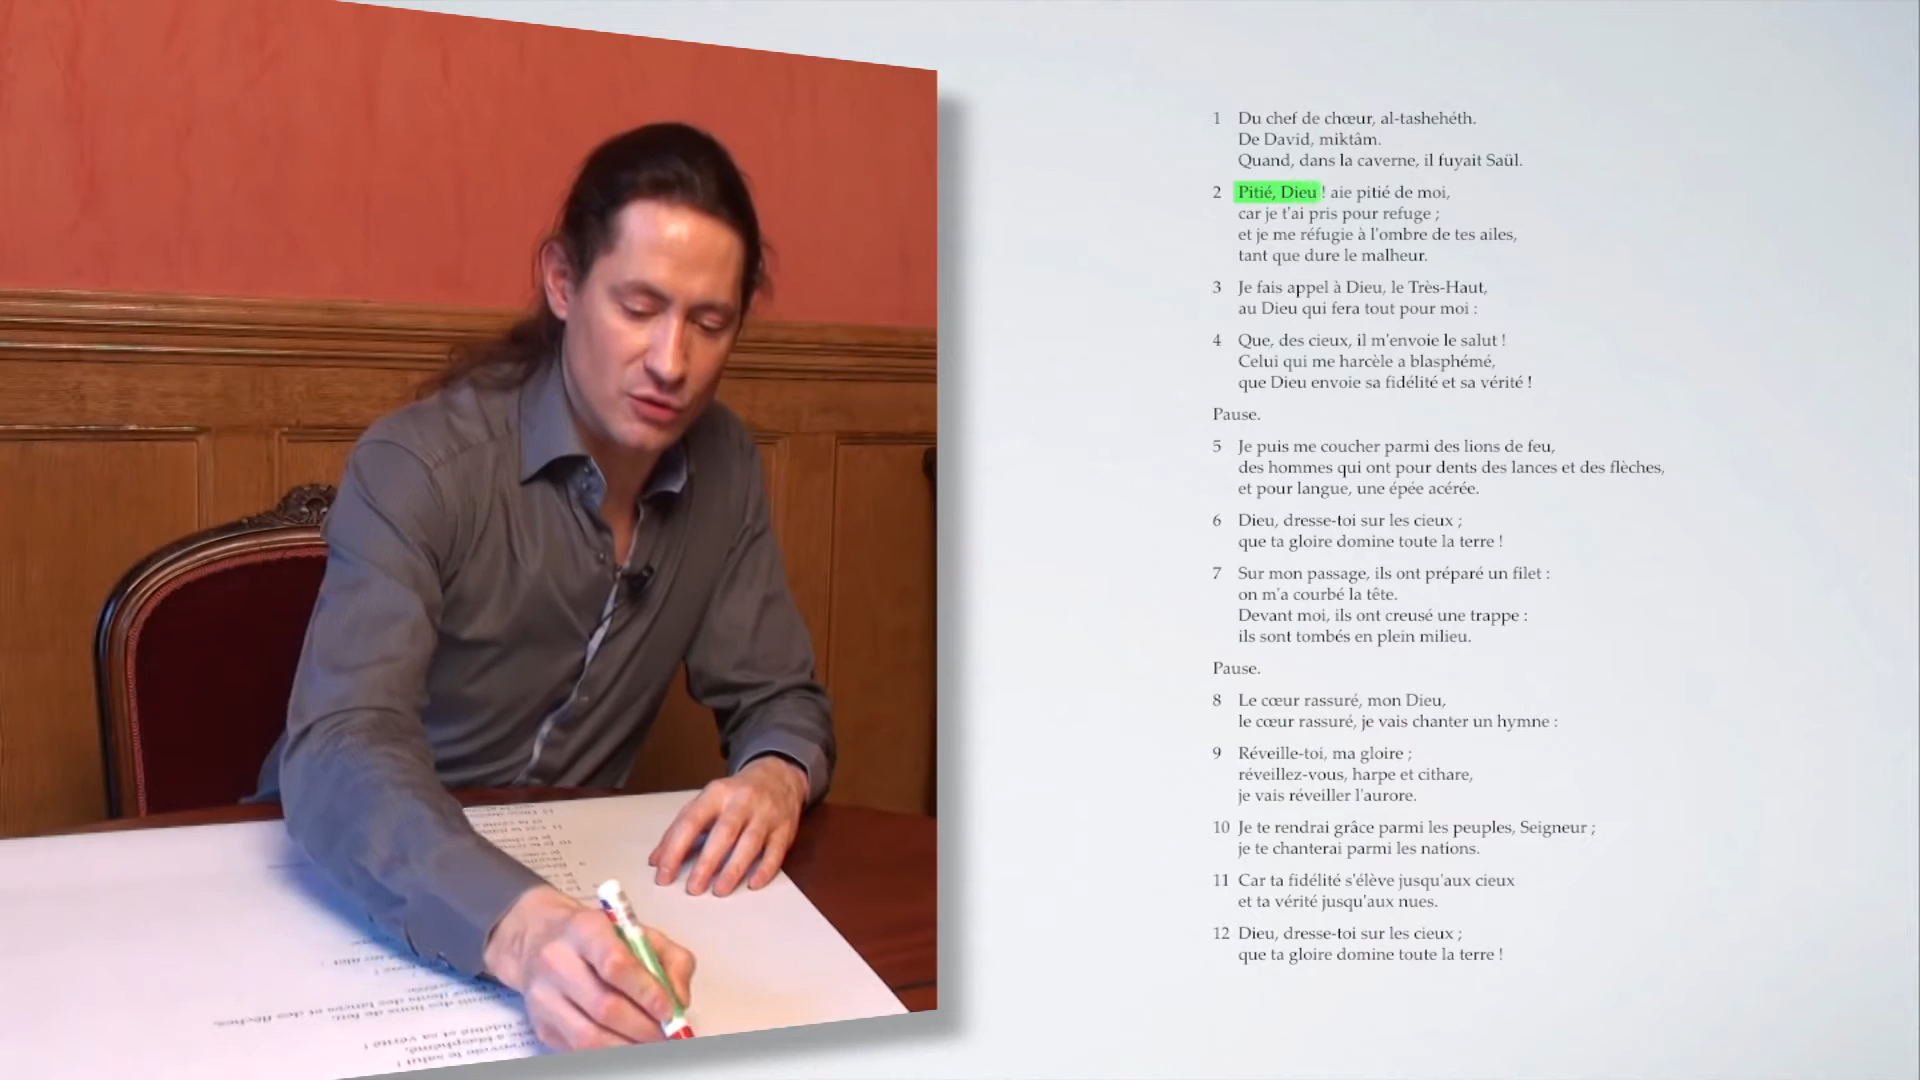 1 Du chef de chœur, al-tashehéth.
De David, miktâm.
Quand, dans la caverne, il fuyait Saül.
2 Pitié, Dieu ! aie pitié de moi,
car je t'ai pris pour refuge ;
et je me réfugie à l'ombre de tes ailes,
tant que dure le malheur.
3 Je fais appel à Dieu, le Très-Haut,
au Dieu qui fera tout pour moi :
4 Que, des cieux, il m'envoie le salut !
Celui qui me harcèle a blasphémé,
que Dieu envoie sa fidélité et sa vérité !
Pause.
5 Je puis me coucher parmi des lions de feu,
des hommes qui ont pour dents des lances et des flèches,
et pour langue, une épée acérée.
6 Dieu, dresse-toi sur les cieux ;
que ta gloire domine toute la terre !
7 Sur mon passage, ils ont préparé un filet :
on m'a courbé la tête.
Devant moi, ils ont creusé une trappe :
ils sont tombés en plein milieu.
Pause.
8 Le cœur rassuré, mon Dieu,
le cœur rassuré, je vais chanter un hymne :
9 Réveille-toi, ma gloire ;
réveillez-vous, harpe et cithare,
je vais réveiller l'aurore.
10 Je te rendrai grâce parmi les peuples, Seigneur ;
je te chanterai parmi les nations.
11 Car ta fidélité s'élève jusqu'aux cieux
et ta vérité jusqu'aux nues.
12 Dieu, dresse-toi sur les cieux ;
que ta gloire domine toute la terre !